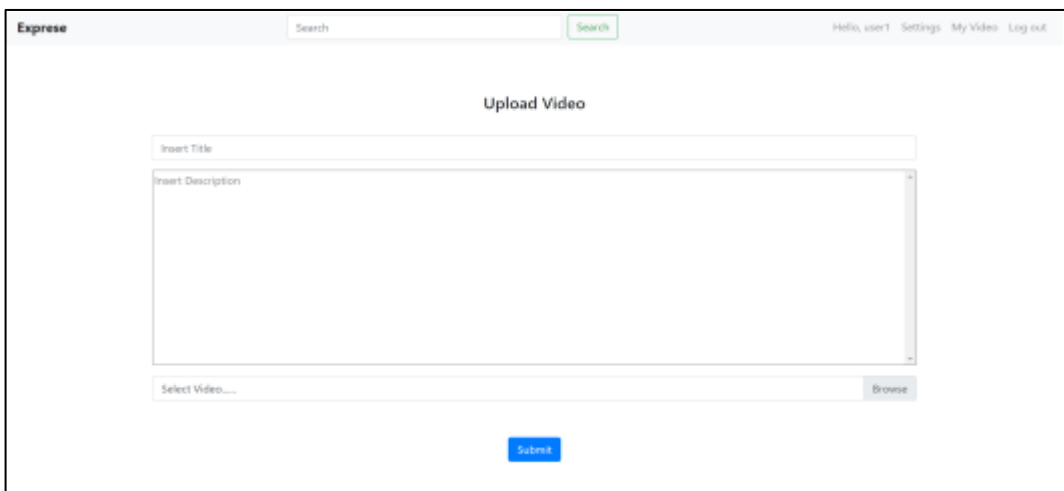 Exprese Search Search Hello, user1 Settings My Video Log out
Upload Video
Insert Title
Insert Description
Select Video.....
Browse
Submit